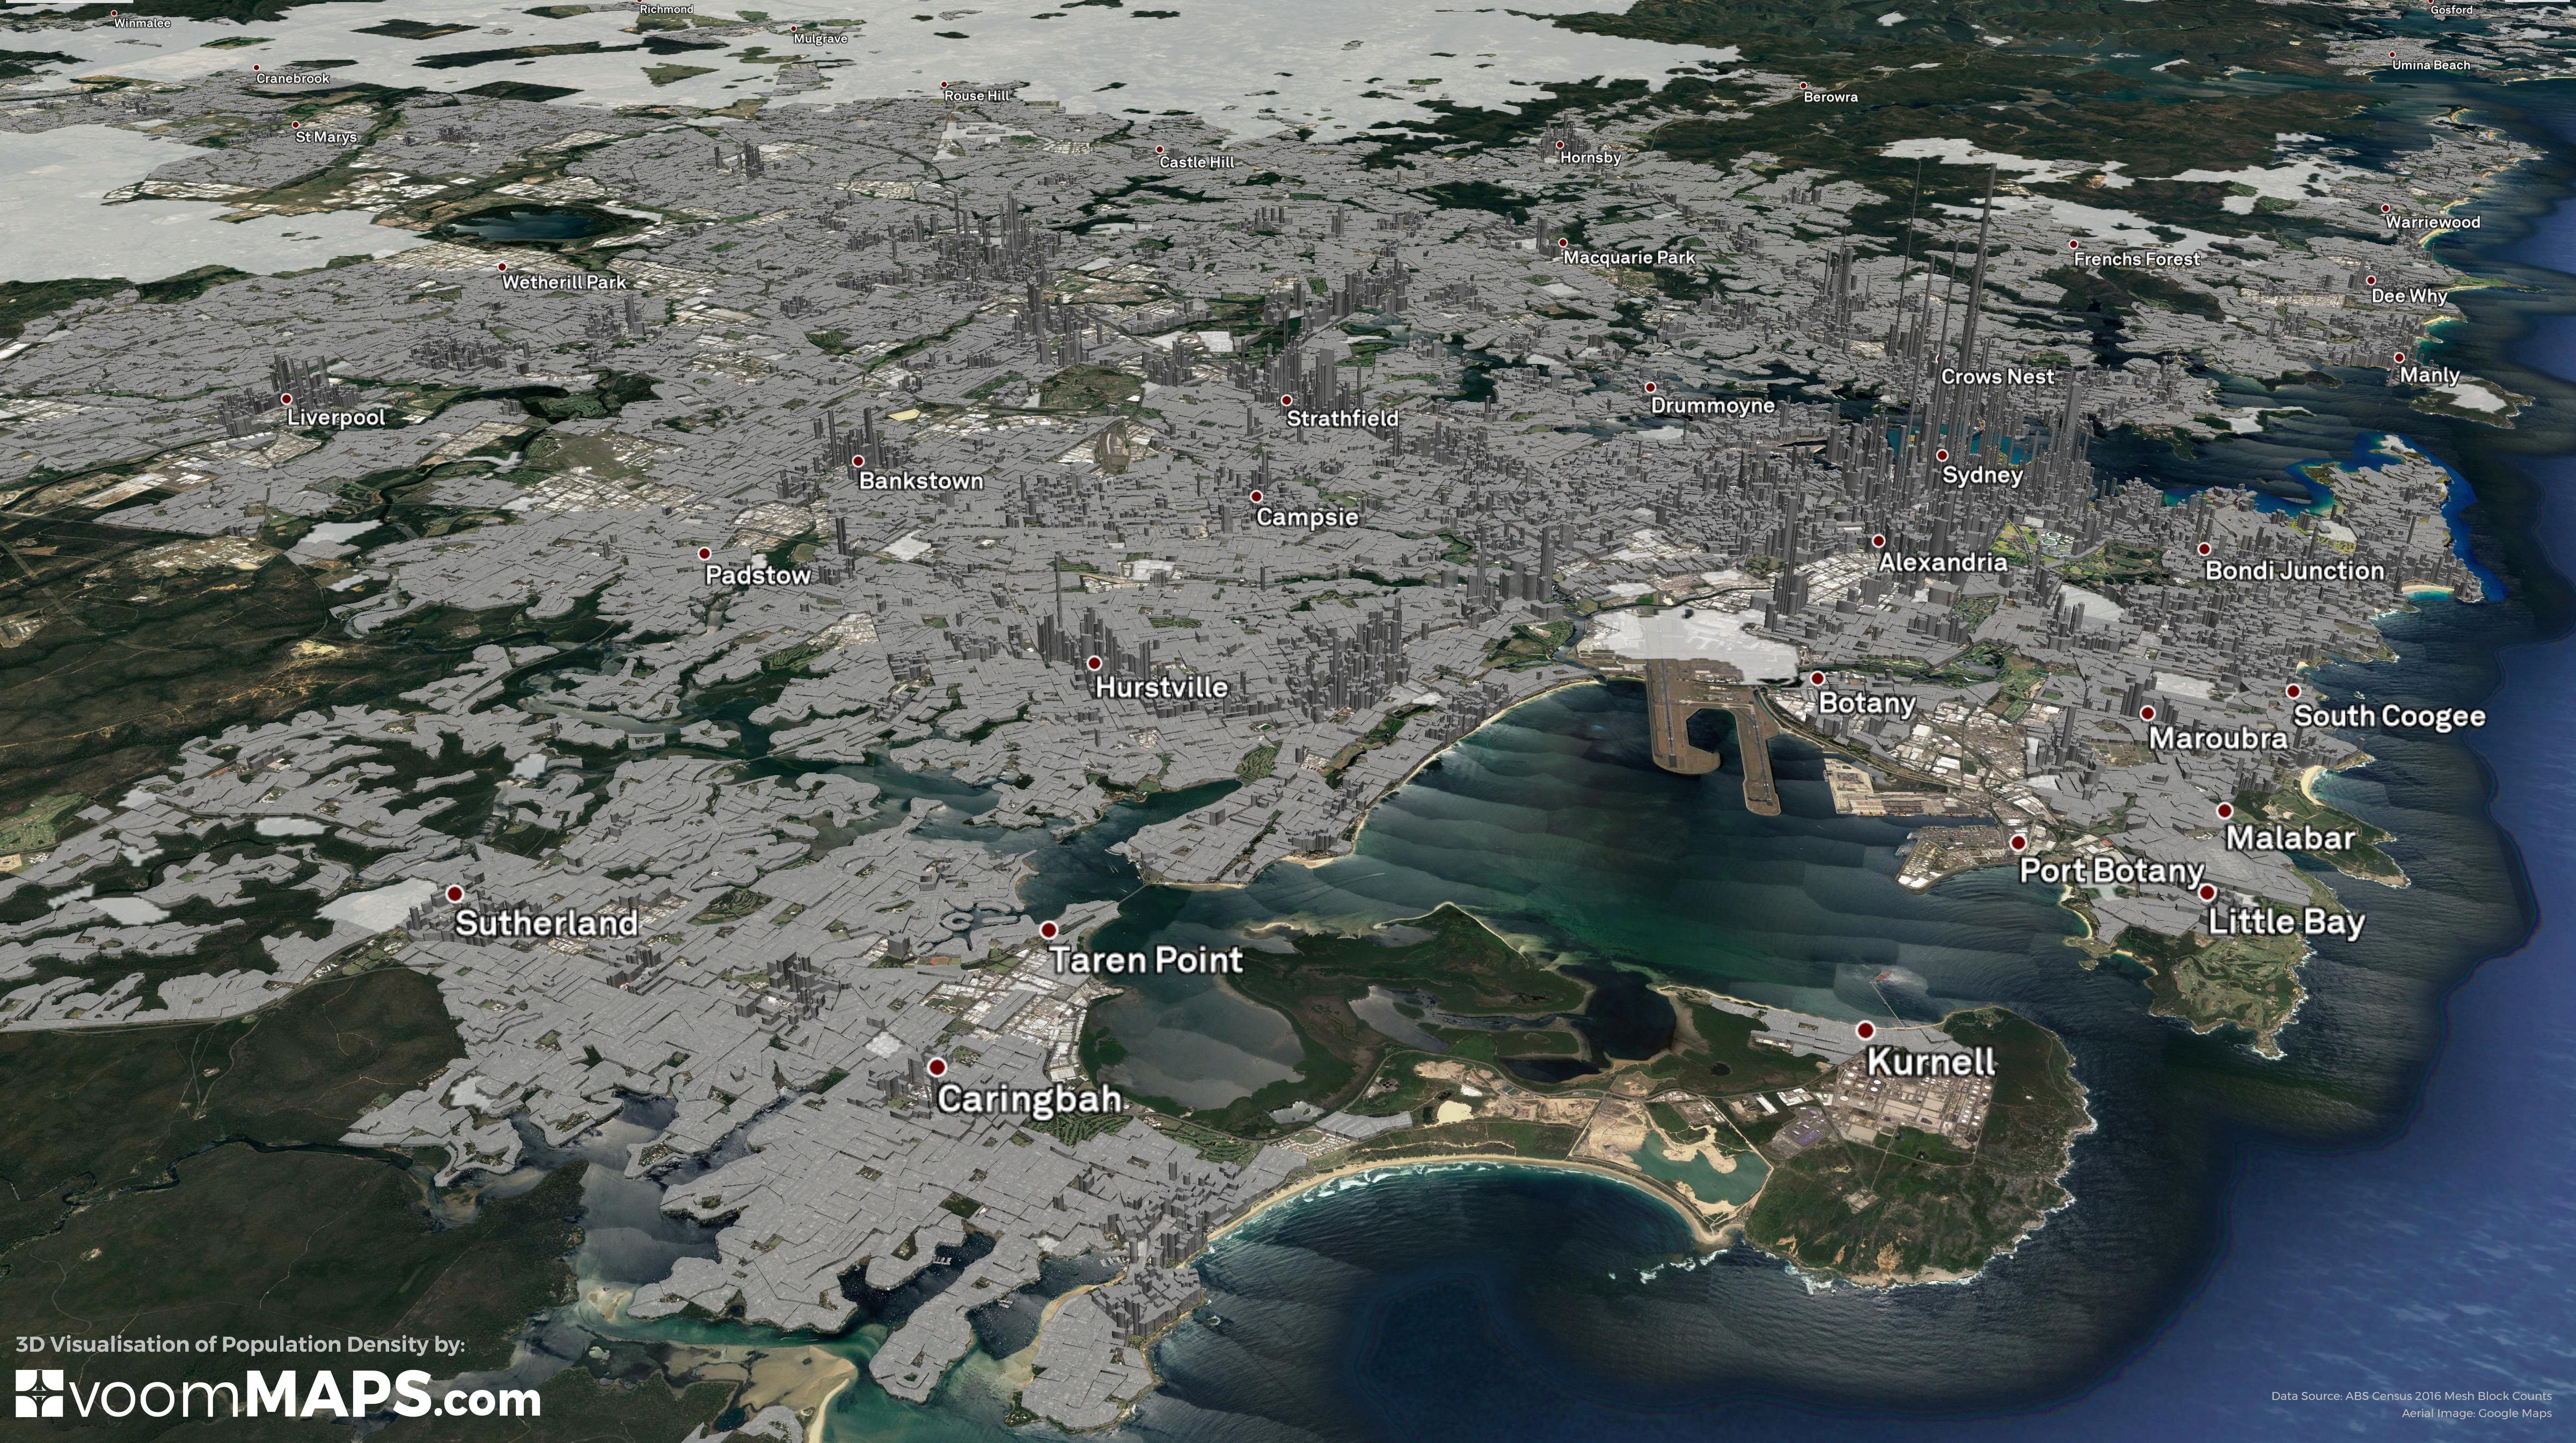 Winmalee
Richmond
Gosford
Mulgrave
Umina Beach
Cranebrook
Rouse Hill
Berowra
St Marys
Castle Hill
Hornsby
Warriewood
Macquarie Park
Frenchs Forest
Wetherill Park
Dee Why
Crows Nest
Manly
Liverpool
Strathfield
Drummoyne
Bankstown
Sydney
Campsie
Padstow
Alexandria
Bondi Junction
Hurstville
Botany
South Coogee
Maroubra
Malabar
Port Botany
Sutherland
Little Bay
Taren Point
Kurnell
Caringbah
3D Visualisation of Population Density by:
voomMAPS.com
Data Source: ABS Census 2016 Mesh Block Counts
Aerial Image: Google Maps